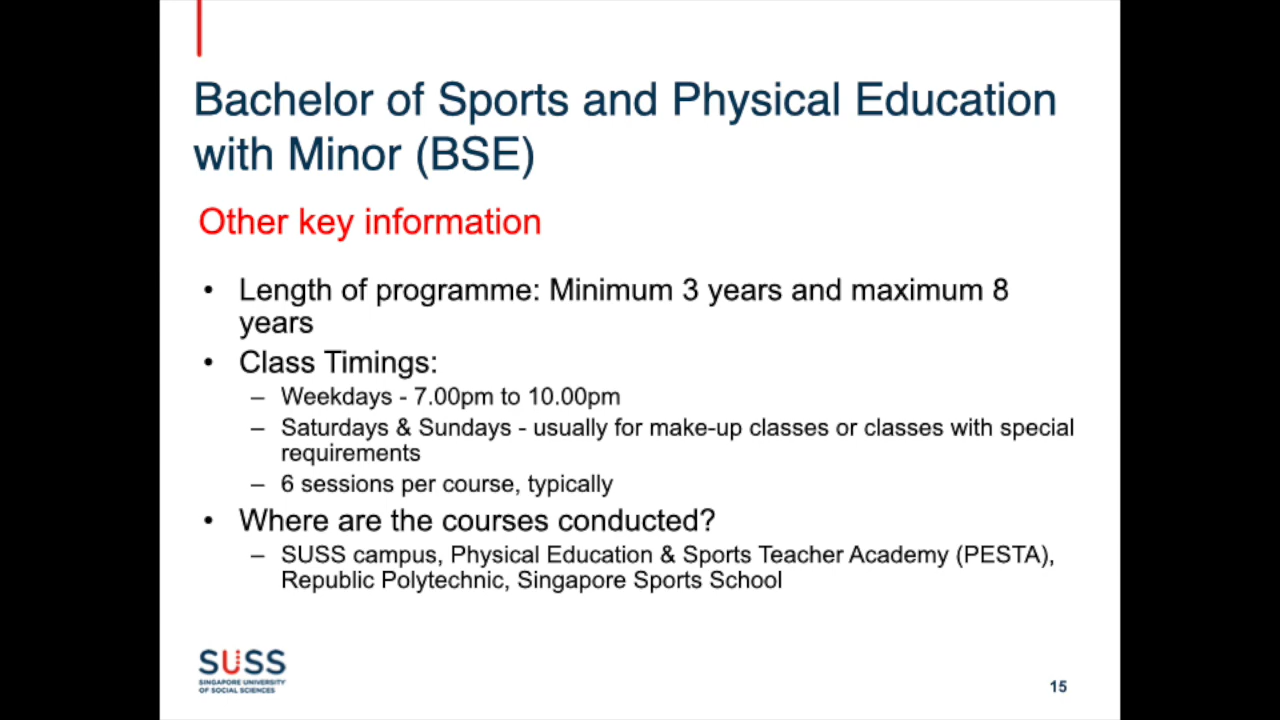 Bachelor of Sports and Physical Education
with Minor (BSE)
Other key information
• Length of programme: Minimum 3 years and maximum 8
years
• Class Timings:
– Weekdays - 7.00pm to 10.00pm
– Saturdays & Sundays - usually for make-up classes or classes with special
requirements
– 6 sessions per course, typically
• Where are the courses conducted?
– SUSS campus, Physical Education & Sports Teacher Academy (PESTA),
Republic Polytechnic, Singapore Sports School
SUSS
SINGAPORE UNIVERSITY
OF SOCIAL SCIENCES
15